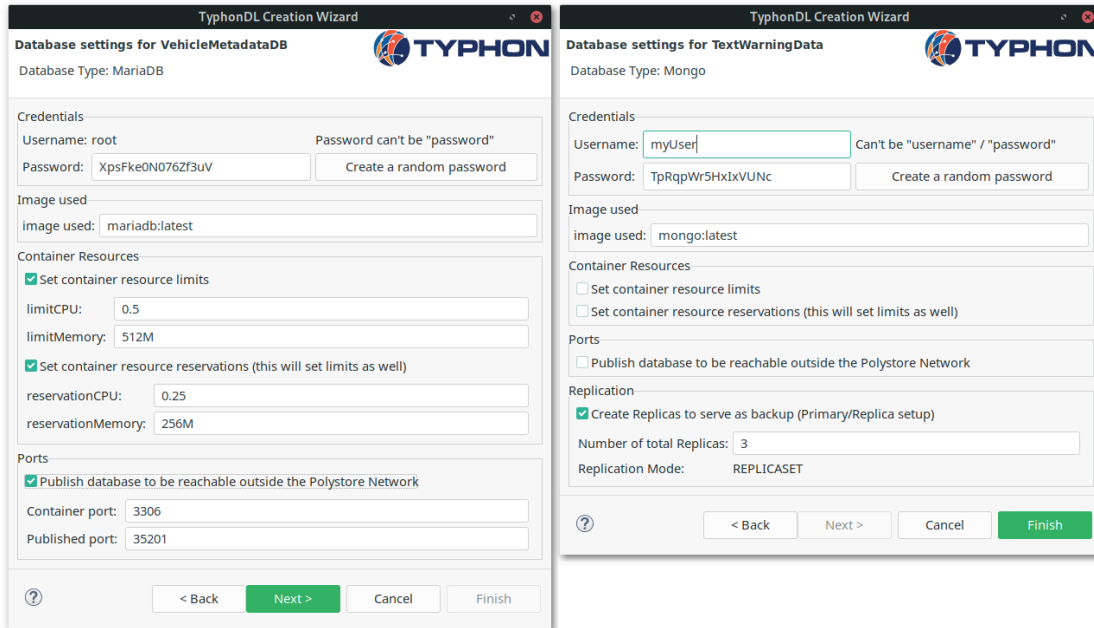 TyphonDL Creation Wizard
Database settings for VehicleMetadataDB
TYPHON
Database Type: MariaDB
Credentials
Username: root
Password can't be "password"
Password: XpsFke0N076Zf3uV
Create a random password
Image used
image used: mariadb:latest
Container Resources
Set container resource limits
limitCPU: 0.5
limitMemory: 512M
Set container resource reservations (this will set limits as well)
reservationCPU: 0.25
reservationMemory: 256M
Ports
Publish database to be reachable outside the Polystore Network
Container port: 3306
Published port: 35201
? < Back Next > Cancel Finish
TyphonDL Creation Wizard
Database settings for TextWarningData
TYPHON
Database Type: Mongo
Credentials
Username: myUser Can't be "username" / "password"
Password: TpRqpWr5HxIxVUNc Create a random password
Image used
image used: mongo:latest
Container Resources
Set container resource limits
Set container resource reservations (this will set limits as well)
Ports
Publish database to be reachable outside the Polystore Network
Replication
Create Replicas to serve as backup (Primary/Replica setup)
Number of total Replicas: 3
Replication Mode: REPLICASET
? < Back Next > Cancel Finish